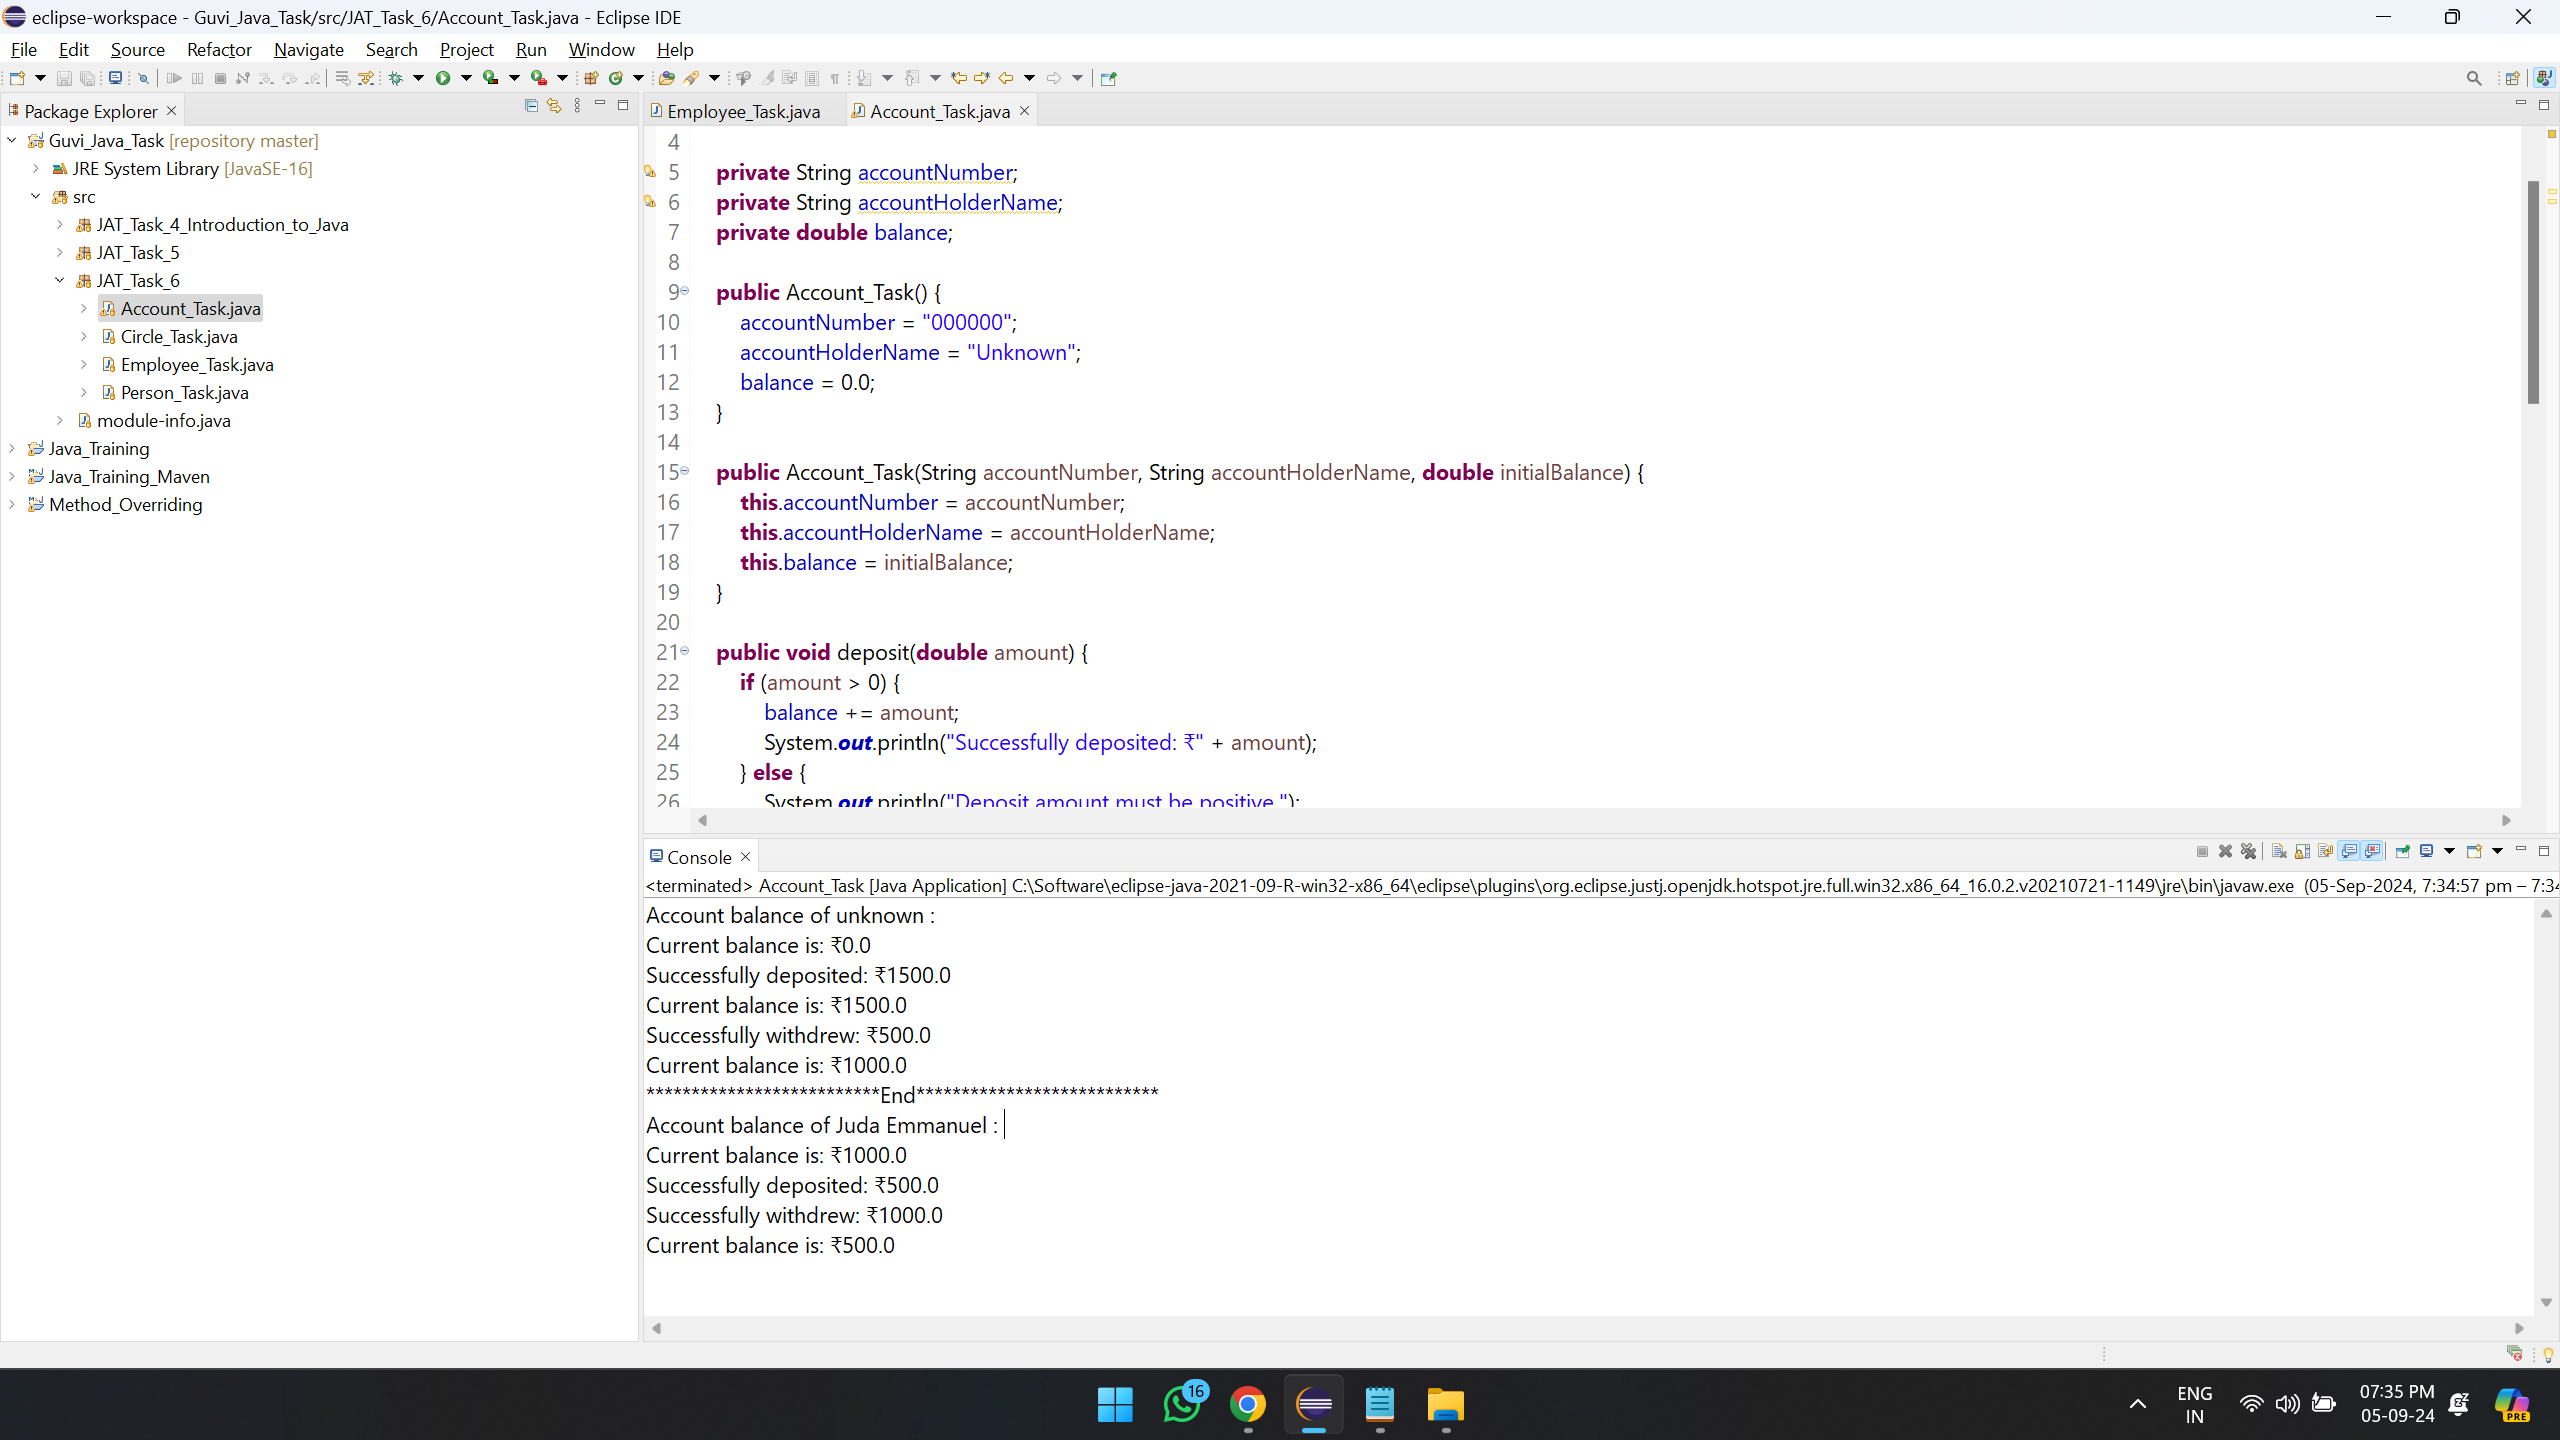 eclipse-workspace - Guvi_Java_Task/src/JAT_Task_6/Account_Task.java - Eclipse IDE
File Edit Source Refactor Navigate Search Project Run Window Help
Package Explorer
Guvi_Java_Task [repository master]
JRE System Library [JavaSE-16]
src
JAT_Task_4_Introduction_to_Java
JAT_Task_5
JAT_Task_6
Account_Task.java
Circle_Task.java
Employee_Task.java
Person_Task.java
module-info.java
Java_Training
Java_Training_Maven
Method_Overriding
Employee_Task.java Account_Task.java
4
5 private String accountNumber;
6 private String accountHolderName;
7 private double balance;
8
9 public Account_Task() {
10 accountNumber = "000000";
11 accountHolderName = "Unknown";
12 balance = 0.0;
13 }
14
15 public Account_Task(String accountNumber, String accountHolderName, double initialBalance) {
16 this.accountNumber = accountNumber;
17 this.accountHolderName = accountHolderName;
18 this.balance = initialBalance;
19 }
20
21 public void deposit(double amount) {
22 if (amount > 0) {
23 balance += amount;
24 System.out.println("Successfully deposited: ₹" + amount);
25 } else {
26 System.out.println("Deposit amount must be positive.");
Console
<terminated> Account_Task [Java Application] C:\Software\eclipse-java-2021-09-R-win32-x86_64\eclipse\plugins\org.eclipse.justj.openjdk.hotspot.jre.full.win32.x86_64_16.0.2.v20210721-1149\jre\bin\javaw.exe (05-Sep-2024, 7:34:57 pm – 7:34
Account balance of unknown :
Current balance is: ₹0.0
Successfully deposited: ₹1500.0
Current balance is: ₹1500.0
Successfully withdrew: ₹500.0
Current balance is: ₹1000.0
**************************End***************************
Account balance of Juda Emmanuel :
Current balance is: ₹1000.0
Successfully deposited: ₹500.0
Successfully withdrew: ₹1000.0
Current balance is: ₹500.0
16
ENG
IN
07:35 PM
05-09-24
PRE